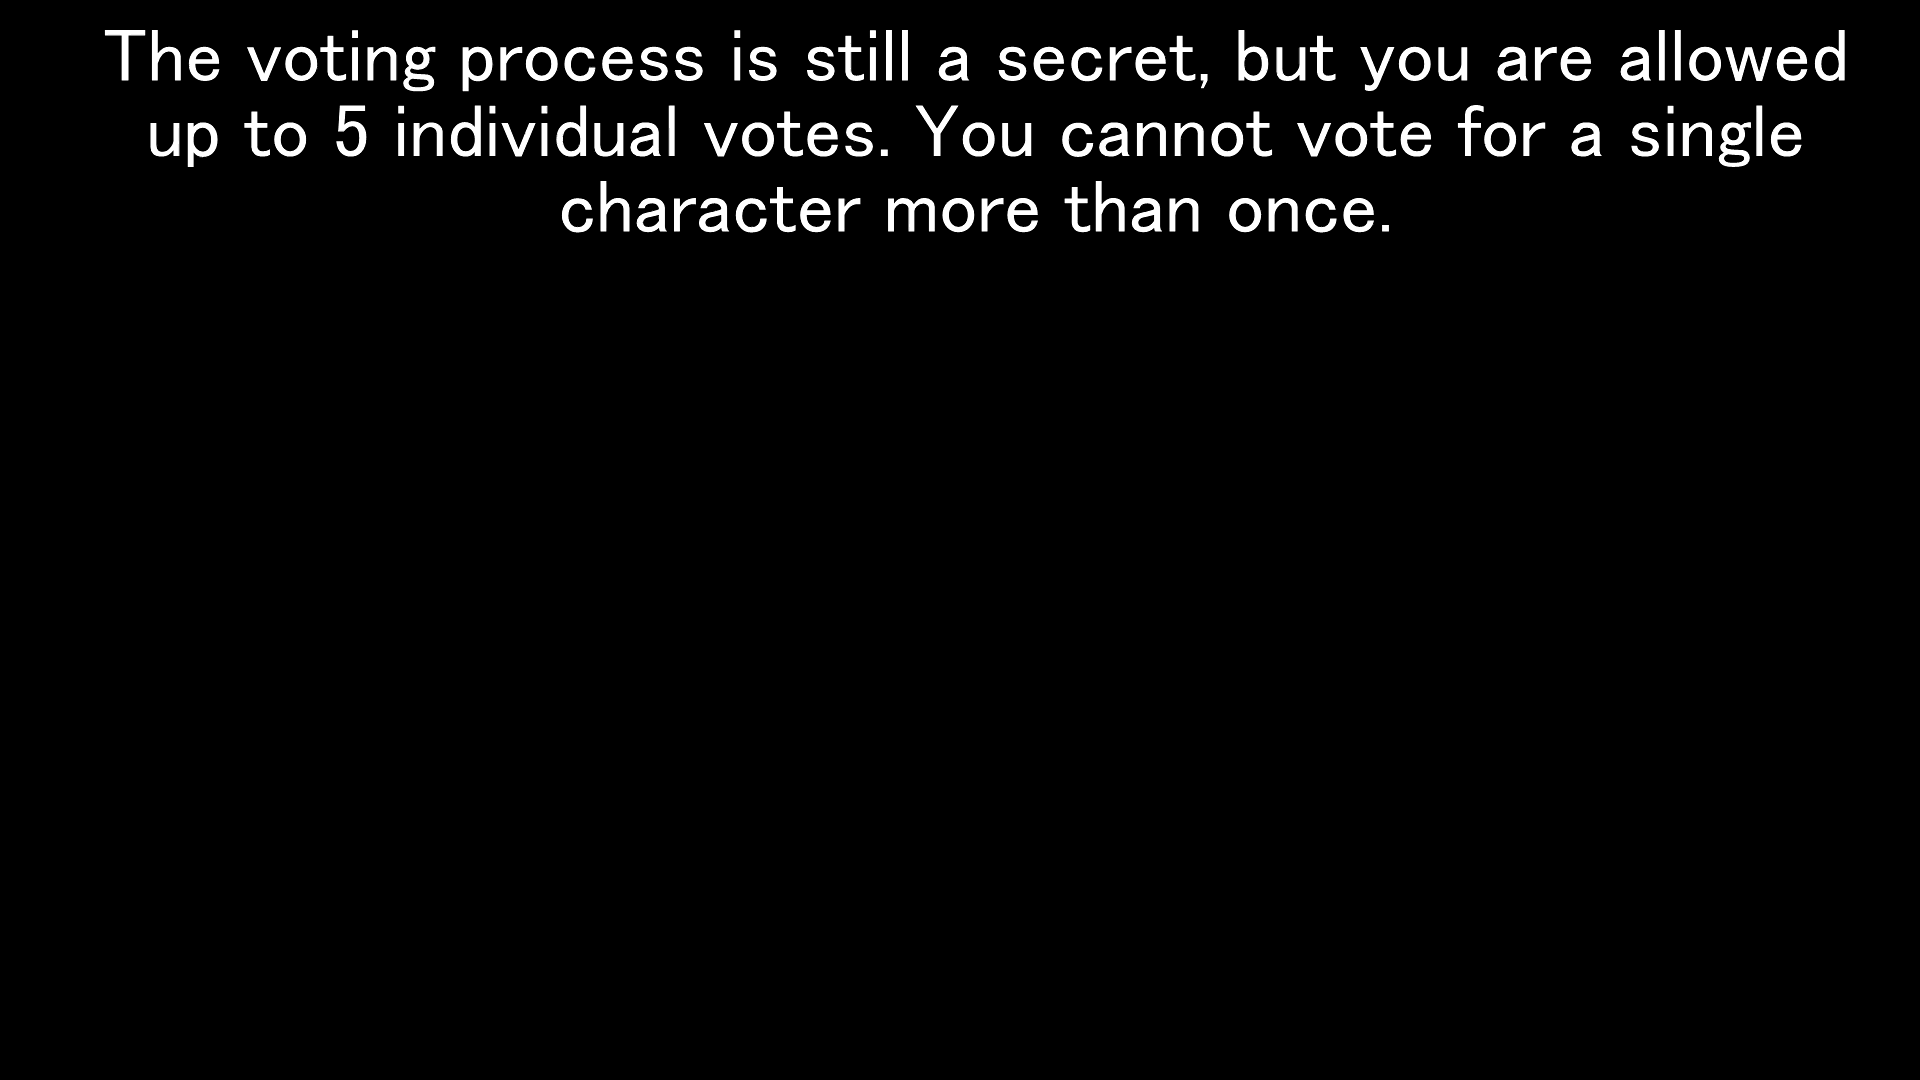 The voting process is still a secret, but you are allowed
up to 5 individual votes. You cannot vote for a single
character more than once.